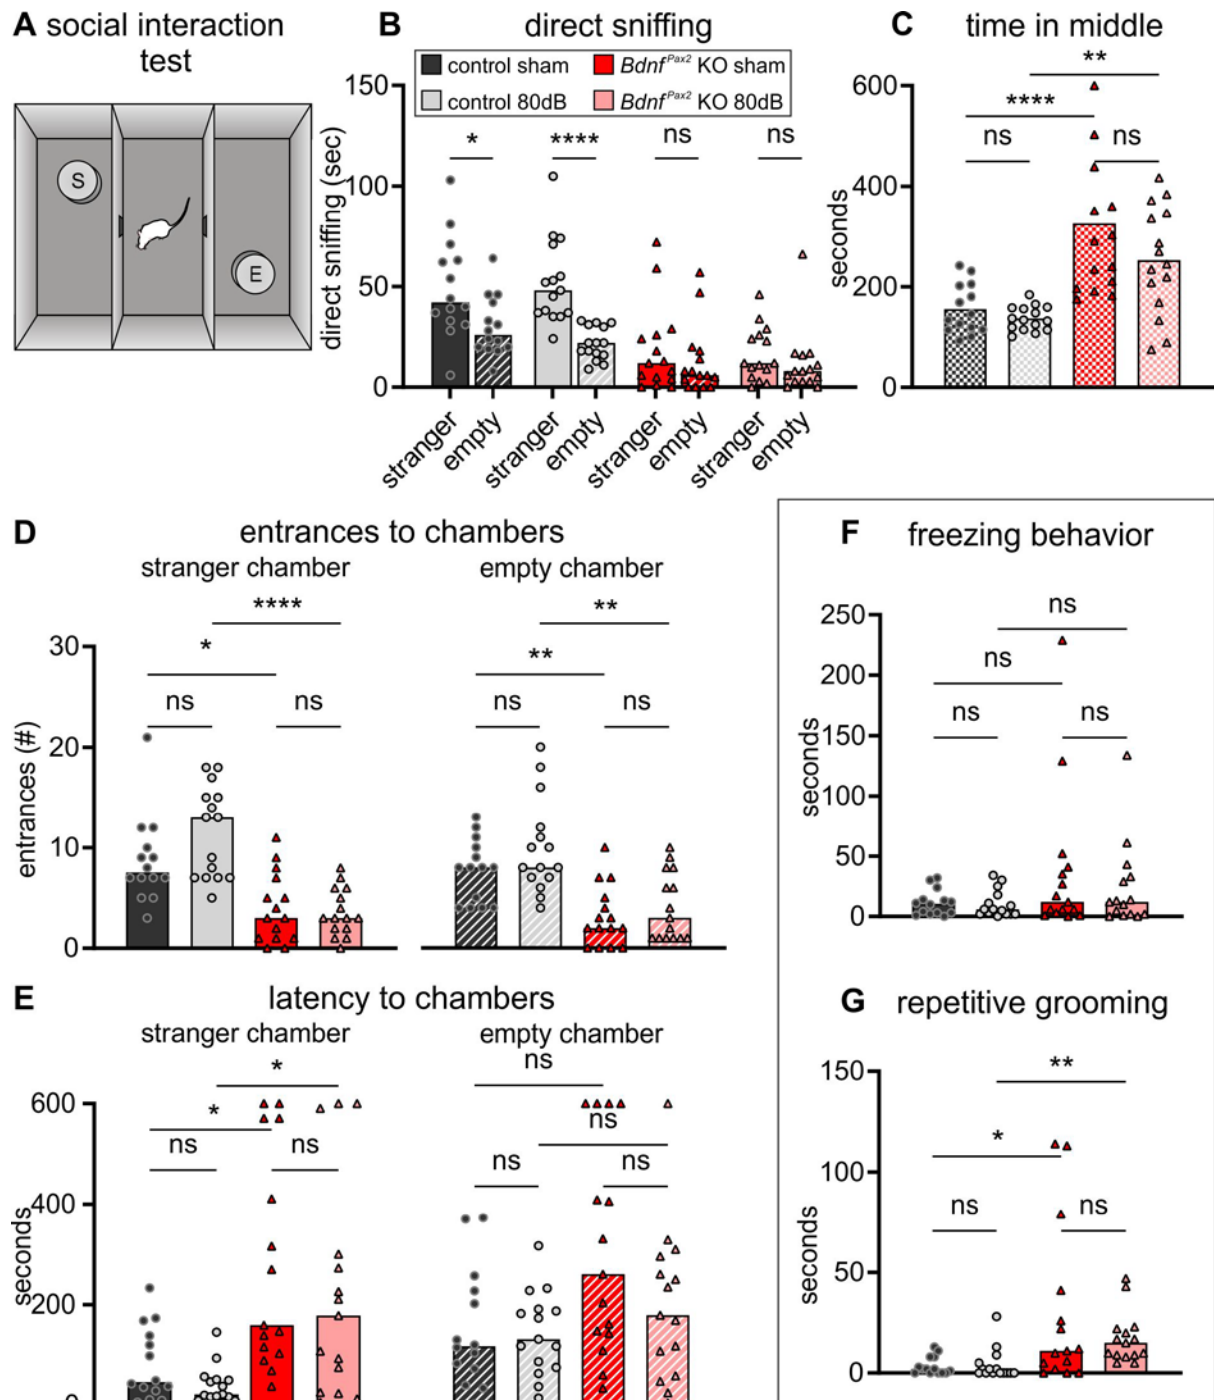 A social interaction
test
S
E
B direct sniffing
control sham
Bdnf^Pax2 KO sham
control 80dB
Bdnf^Pax2 KO 80dB
direct sniffing (sec)
150
100
50
0
* **** ns ns
stranger empty stranger empty stranger empty stranger empty
C time in middle
seconds
600
400
200
0
**
****
ns ns
D entrances to chambers
stranger chamber empty chamber
entrances (#)
30
20
10
0
**** **
* **
ns ns ns ns
F freezing behavior
seconds
250
200
150
100
50
0
ns
ns
ns ns
E latency to chambers
stranger chamber empty chamber
seconds
600
400
200
* ns
* ns
ns ns ns ns
G repetitive grooming
seconds
150
100
50
0
**
*
ns ns